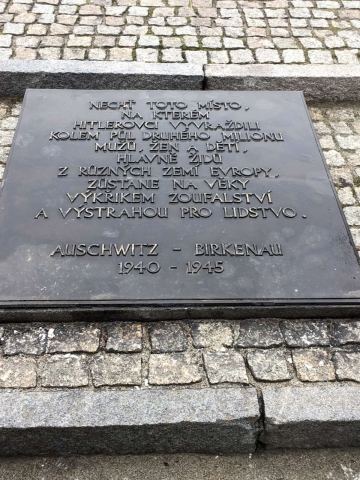 NECHŤ TOTO MÍSTO,
NA KTERÉM
HITLEROVCI VYVRAŽDILI
KOLEM PŮL DRUHÉHO MILIONU
MUŽŮ, ŽEN A DĚTÍ,
HLAVNĚ ŽIDŮ
Z RŮZNÝCH ZEMÍ EVROPY,
ZŮSTANE NA VĚKY
VÝKŘIKEM ZOUFALSTVÍ
A VÝSTRAHOU PRO LIDSTVO.
AUSCHWITZ – BIRKENAU
1940 – 1945